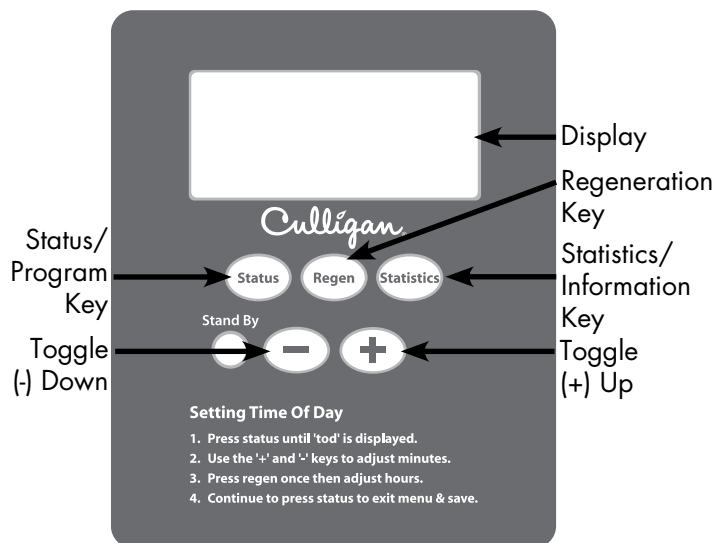 Display
Regeneration
Key
Culligan
Status/
Program
Key
Status
Regen
Statistics
Statistics/
Information
Key
Stand By
Toggle
(-) Down
−
+
Toggle
(+) Up
Setting Time Of Day
1. Press status until 'tod' is displayed.
2. Use the '+' and '-' keys to adjust minutes.
3. Press regen once then adjust hours.
4. Continue to press status to exit menu & save.